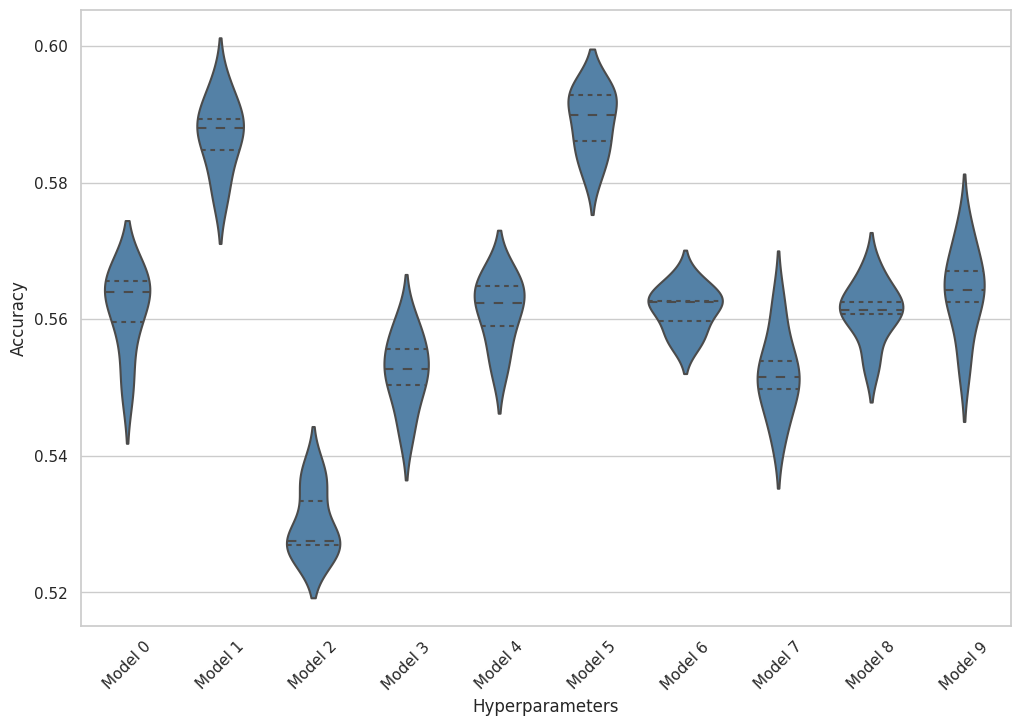 0.60
0.58
0.56
0.54
0.52
Accuracy
Model 0
Model 1
Model 2
Model 3
Model 4
Model 5
Model 6
Model 7
Model 8
Model 9
Hyperparameters